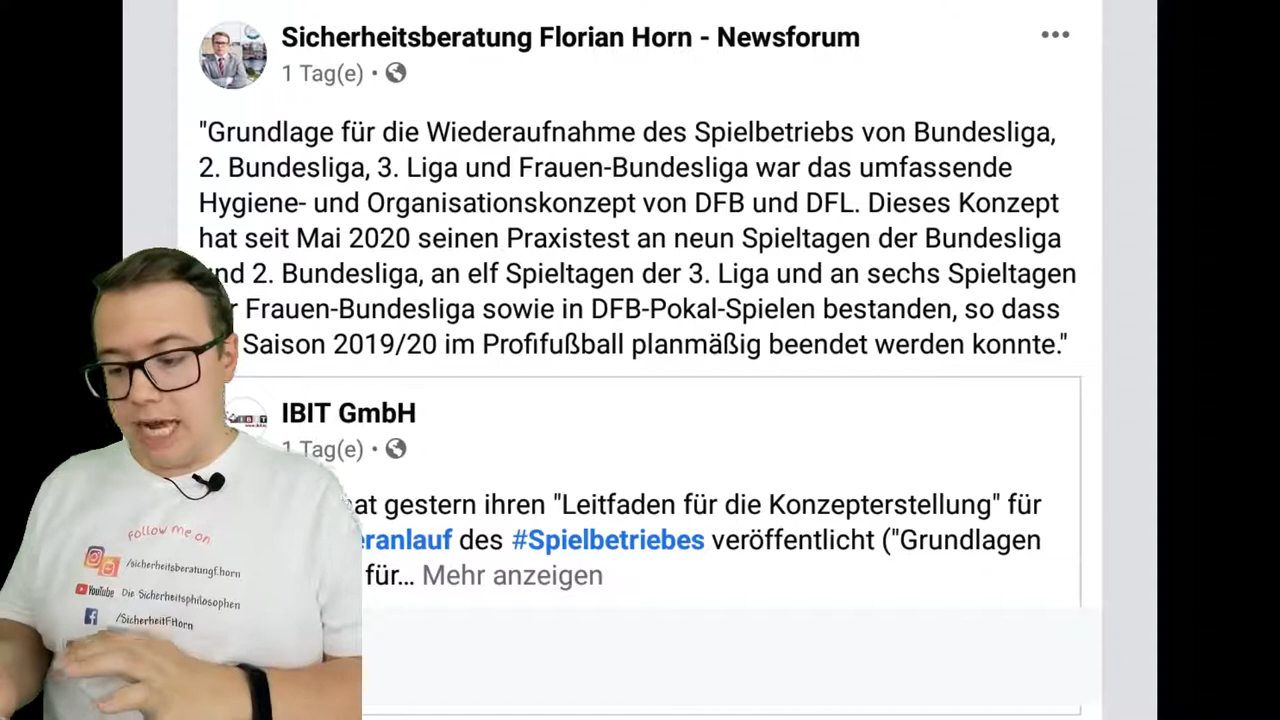 Sicherheitsberatung Florian Horn - Newsforum
1 Tag(e) •
"Grundlage für die Wiederaufnahme des Spielbetriebs von Bundesliga,
2. Bundesliga, 3. Liga und Frauen-Bundesliga war das umfassende
Hygiene- und Organisationskonzept von DFB und DFL. Dieses Konzept
hat seit Mai 2020 seinen Praxistest an neun Spieltagen der Bundesliga
nd 2. Bundesliga, an elf Spieltagen der 3. Liga und an sechs Spieltagen
r Frauen-Bundesliga sowie in DFB-Pokal-Spielen bestanden, so dass
Saison 2019/20 im Profifußball planmäßig beendet werden konnte."
IBIT GmbH
1 Tag(e) •
at gestern ihren "Leitfaden für die Konzepterstellung" für
eranlauf des #Spielbetriebes veröffentlicht ("Grundlagen
für... Mehr anzeigen
Follow me on
/sicherheitsberatungf.horn
YouTube Die Sicherheitsphilosophen
/SicherheitFHorn